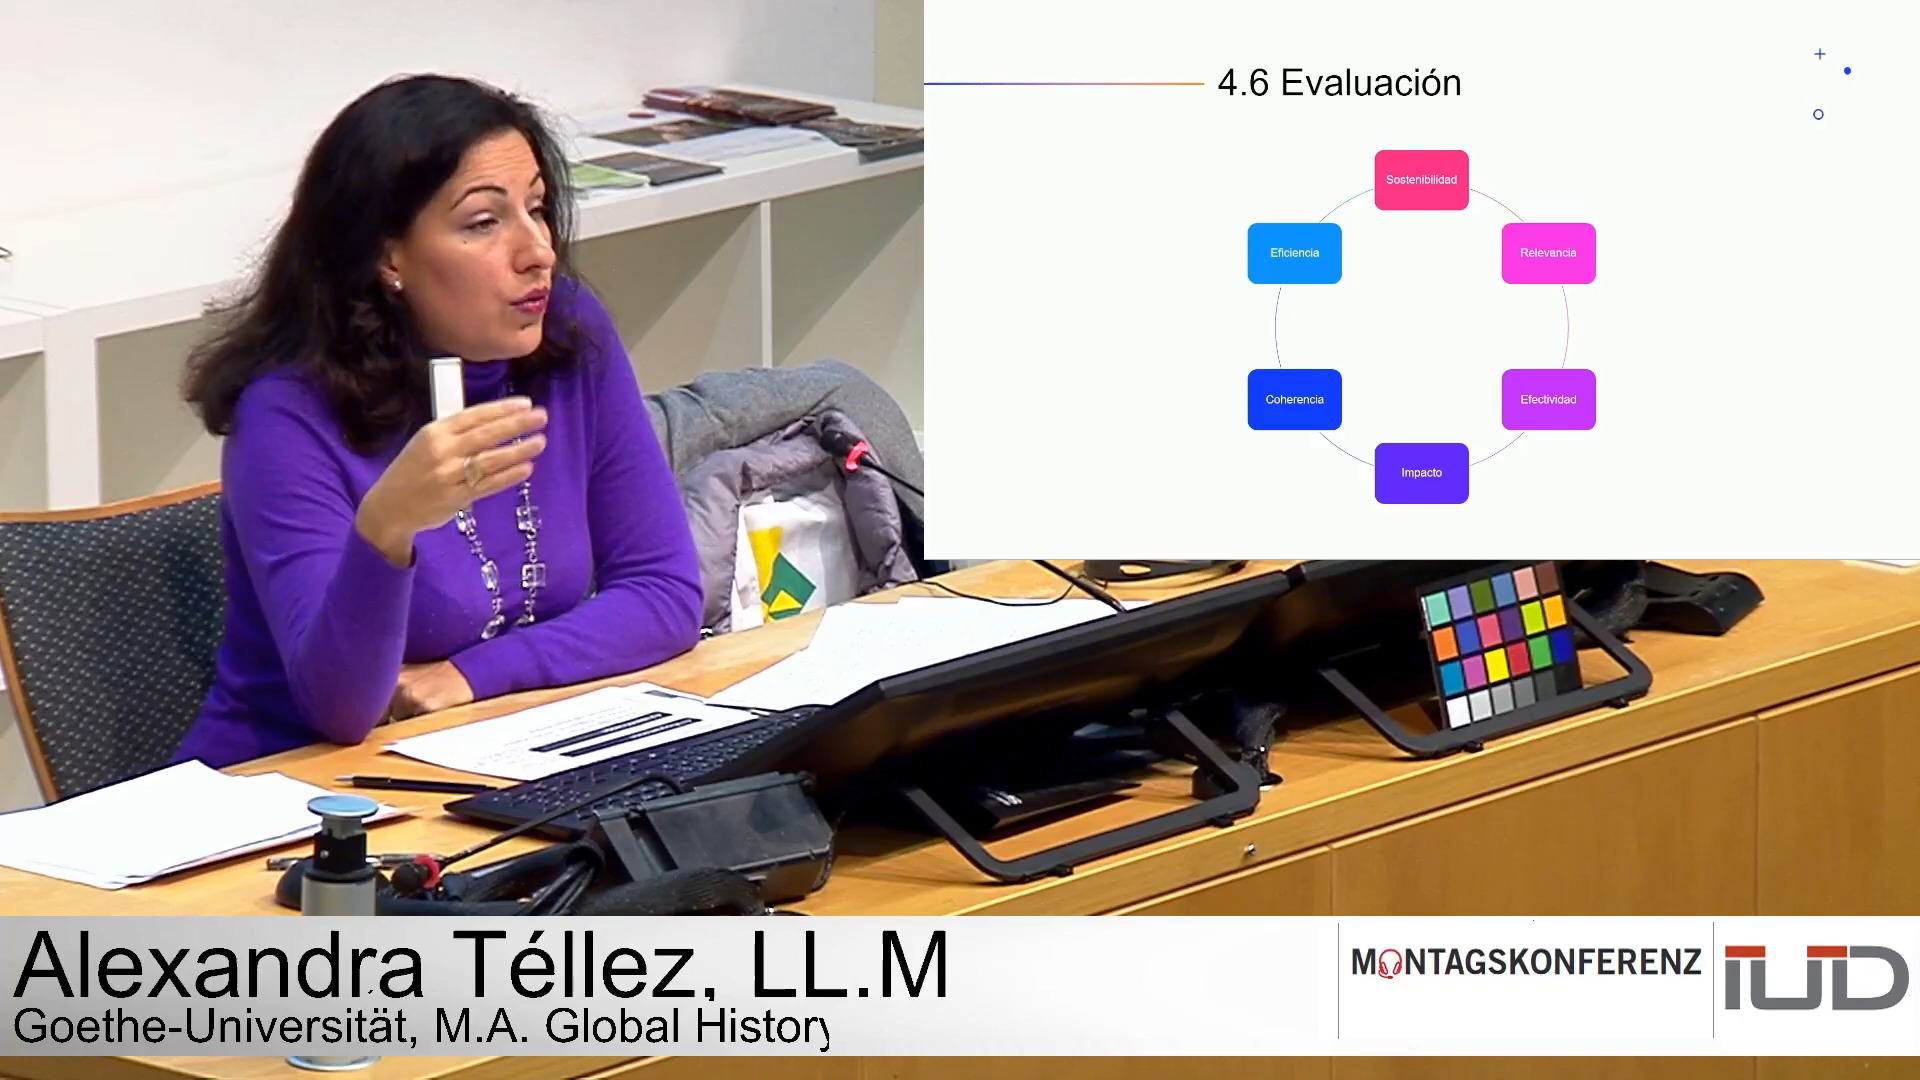 4.6 Evaluación
Sostenibilidad
Eficiencia
Relevancia
Coherencia
Efectividad
Impacto
Alexandra Téllez, LL.M
Goethe-Universität, M.A. Global History
MONTAGSKONFERENZ
IUD